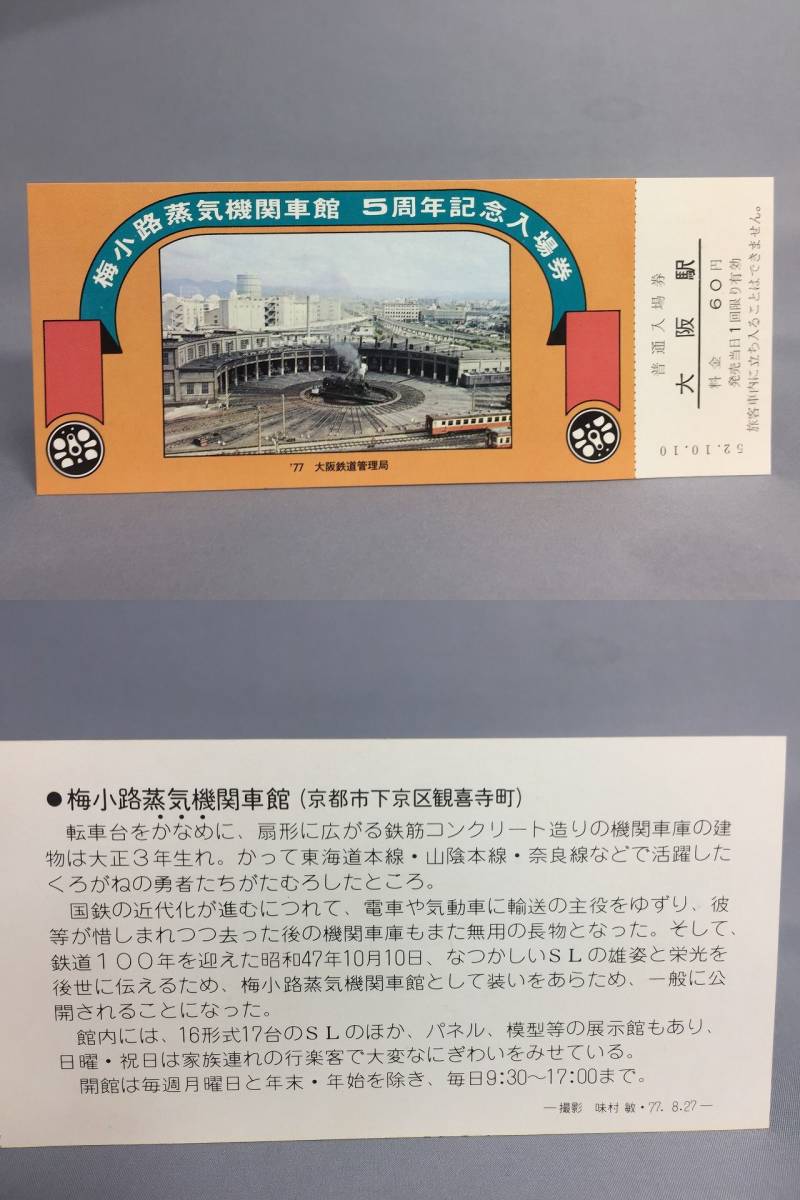 梅小路蒸気機関車館 5周年記念入場券
'77 大阪鉄道管理局
普通入場券
大阪駅
料金 60円
発売当日1回限り有効
旅客車内に立ち入ることはできません。
52.10.10
●梅小路蒸気機関車館(京都市下京区観喜寺町)
転車台をかなめに、扇形に広がる鉄筋コンクリート造りの機関車庫の建
物は大正3年生れ。かって東海道本線・山陰本線・奈良線などで活躍した
くろがねの勇者たちがたむろしたところ。
国鉄の近代化が進むにつれて、電車や気動車に輸送の主役をゆずり、彼
等が惜しまれつつ去った後の機関車庫もまた無用の長物となった。そして、
鉄道100年を迎えた昭和47年10月10日、なつかしいSLの雄姿と栄光を
後世に伝えるため、梅小路蒸気機関車館として装いをあらため、一般に公
開されることになった。
館内には、16形式17台のSLのほか、パネル、模型等の展示館もあり、
日曜・祝日は家族連れの行楽客で大変なにぎわいをみせている。
開館は毎週月曜日と年末・年始を除き、毎日9:30〜17:00まで。
―撮影 味村 敏・77. 8.27―